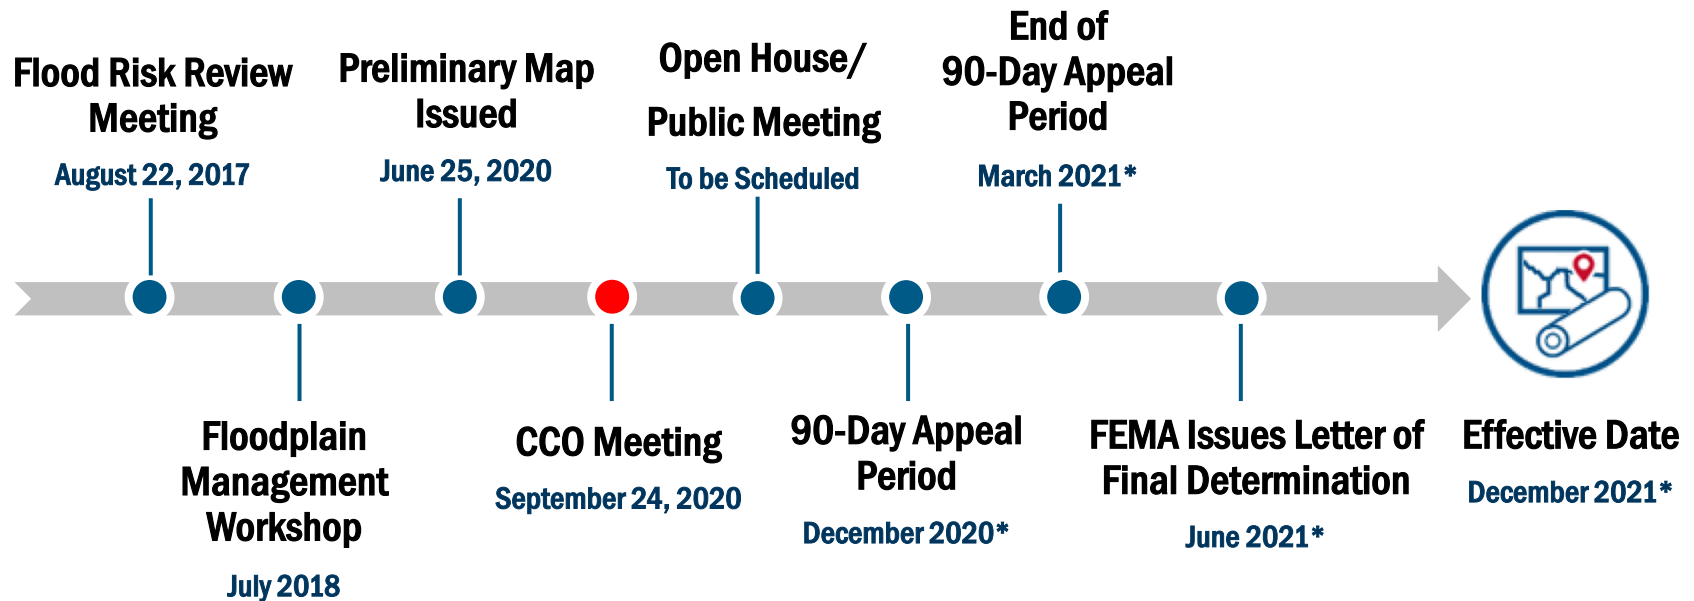 Flood Risk Review
Meeting
August 22, 2017
Floodplain
Management
Workshop
July 2018
Preliminary Map
Issued
June 25, 2020
CCO Meeting
September 24, 2020
Open House/
Public Meeting
To be Scheduled
90-Day Appeal
Period
December 2020*
End of
90-Day Appeal
Period
March 2021*
FEMA Issues Letter of
Final Determination
June 2021*
Effective Date
December 2021*